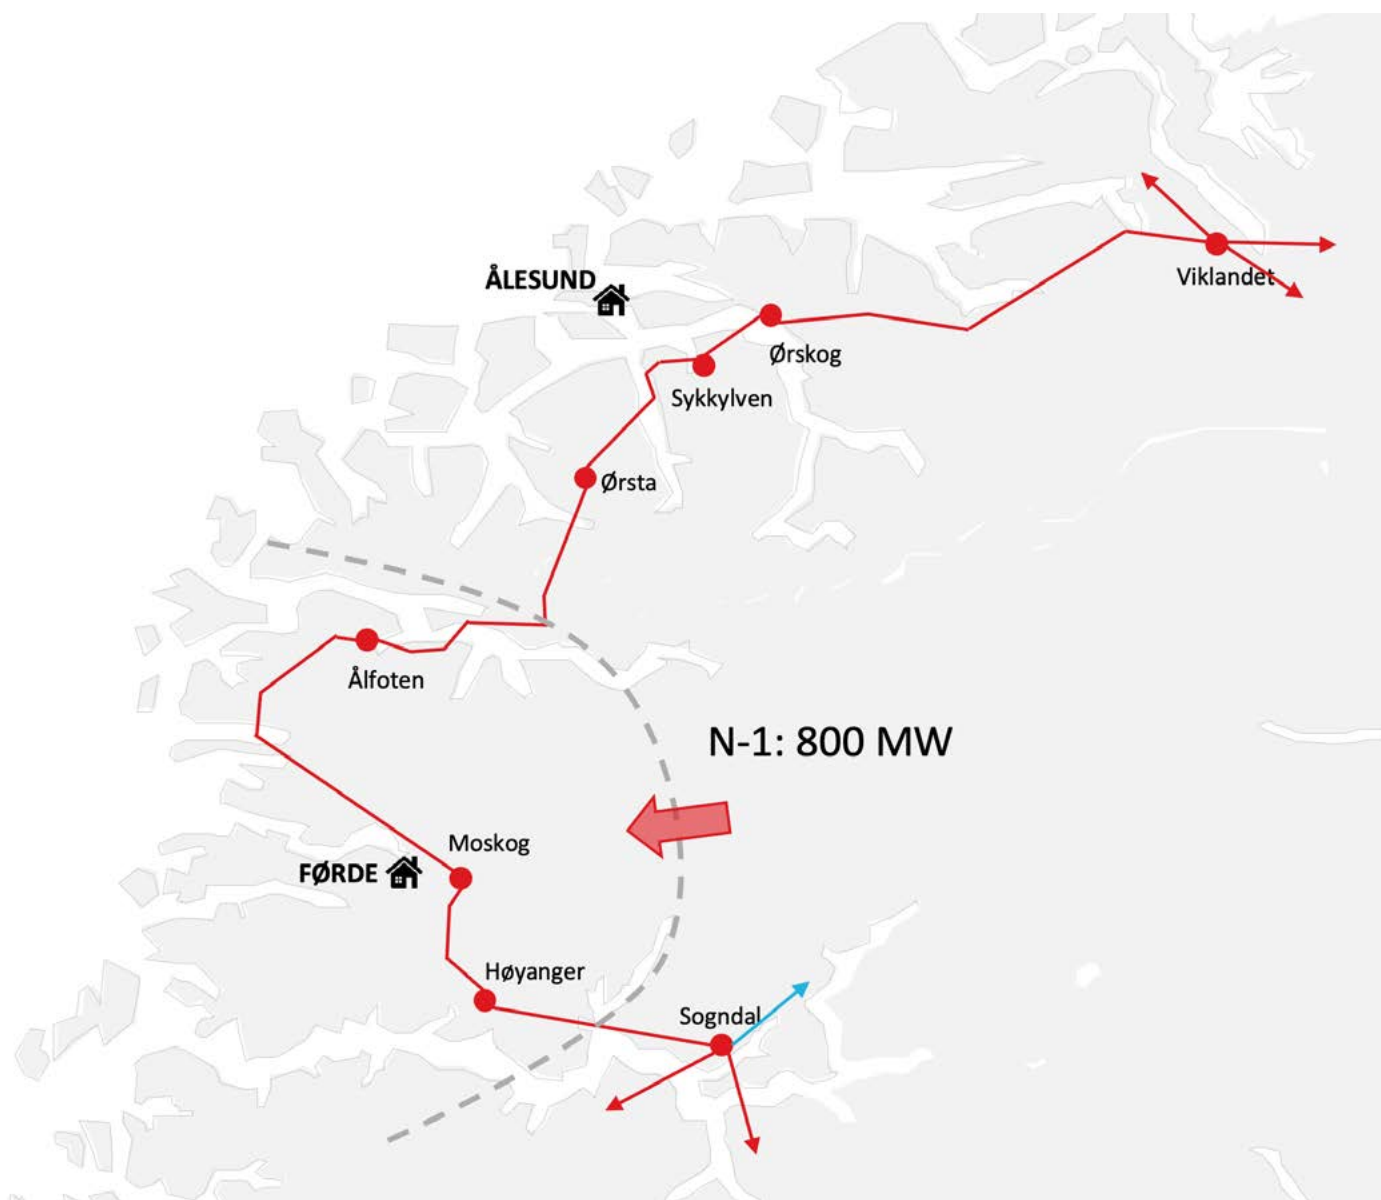 Viklandet
ÅLESUND
Ørskog
Sykkylven
Ørsta
Ålfoten
N-1: 800 MW
Moskog
FØRDE
Høyanger
Sogndal